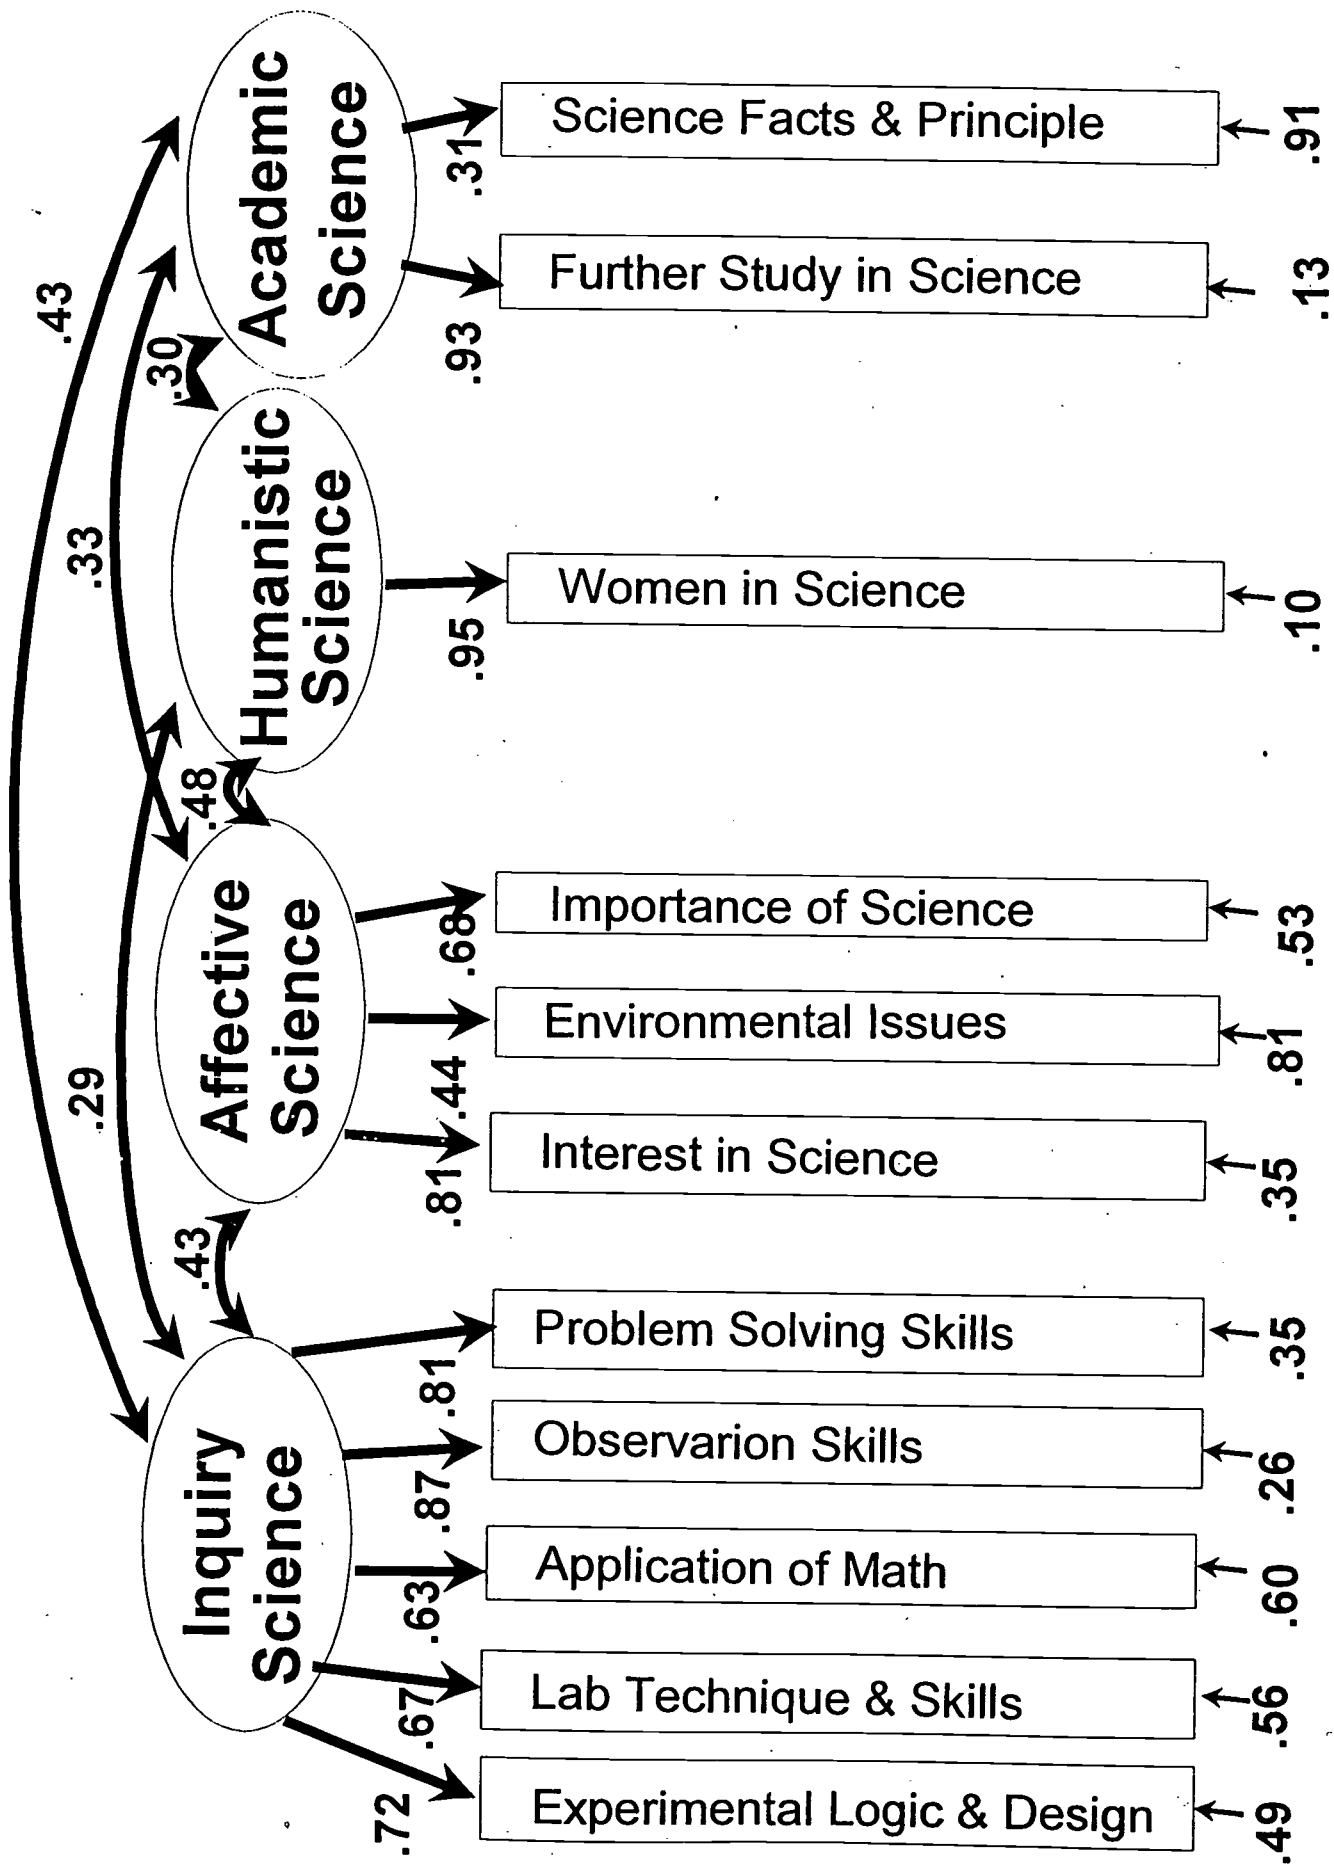 .43
.33
.29
.30
.48
.43
Academic
Science
Humanistic
Science
Affective
Science
Inquiry
Science
.31
Science Facts & Principle
.91
.93
Further Study in Science
.13
.95
Women in Science
.10
.68
Importance of Science
.53
.44
Environmental Issues
.81
.81
Interest in Science
.35
.81
Problem Solving Skills
.35
.87
Observarion Skills
.26
.63
Application of Math
.60
.67
Lab Technique & Skills
.56
.72
Experimental Logic & Design
.49